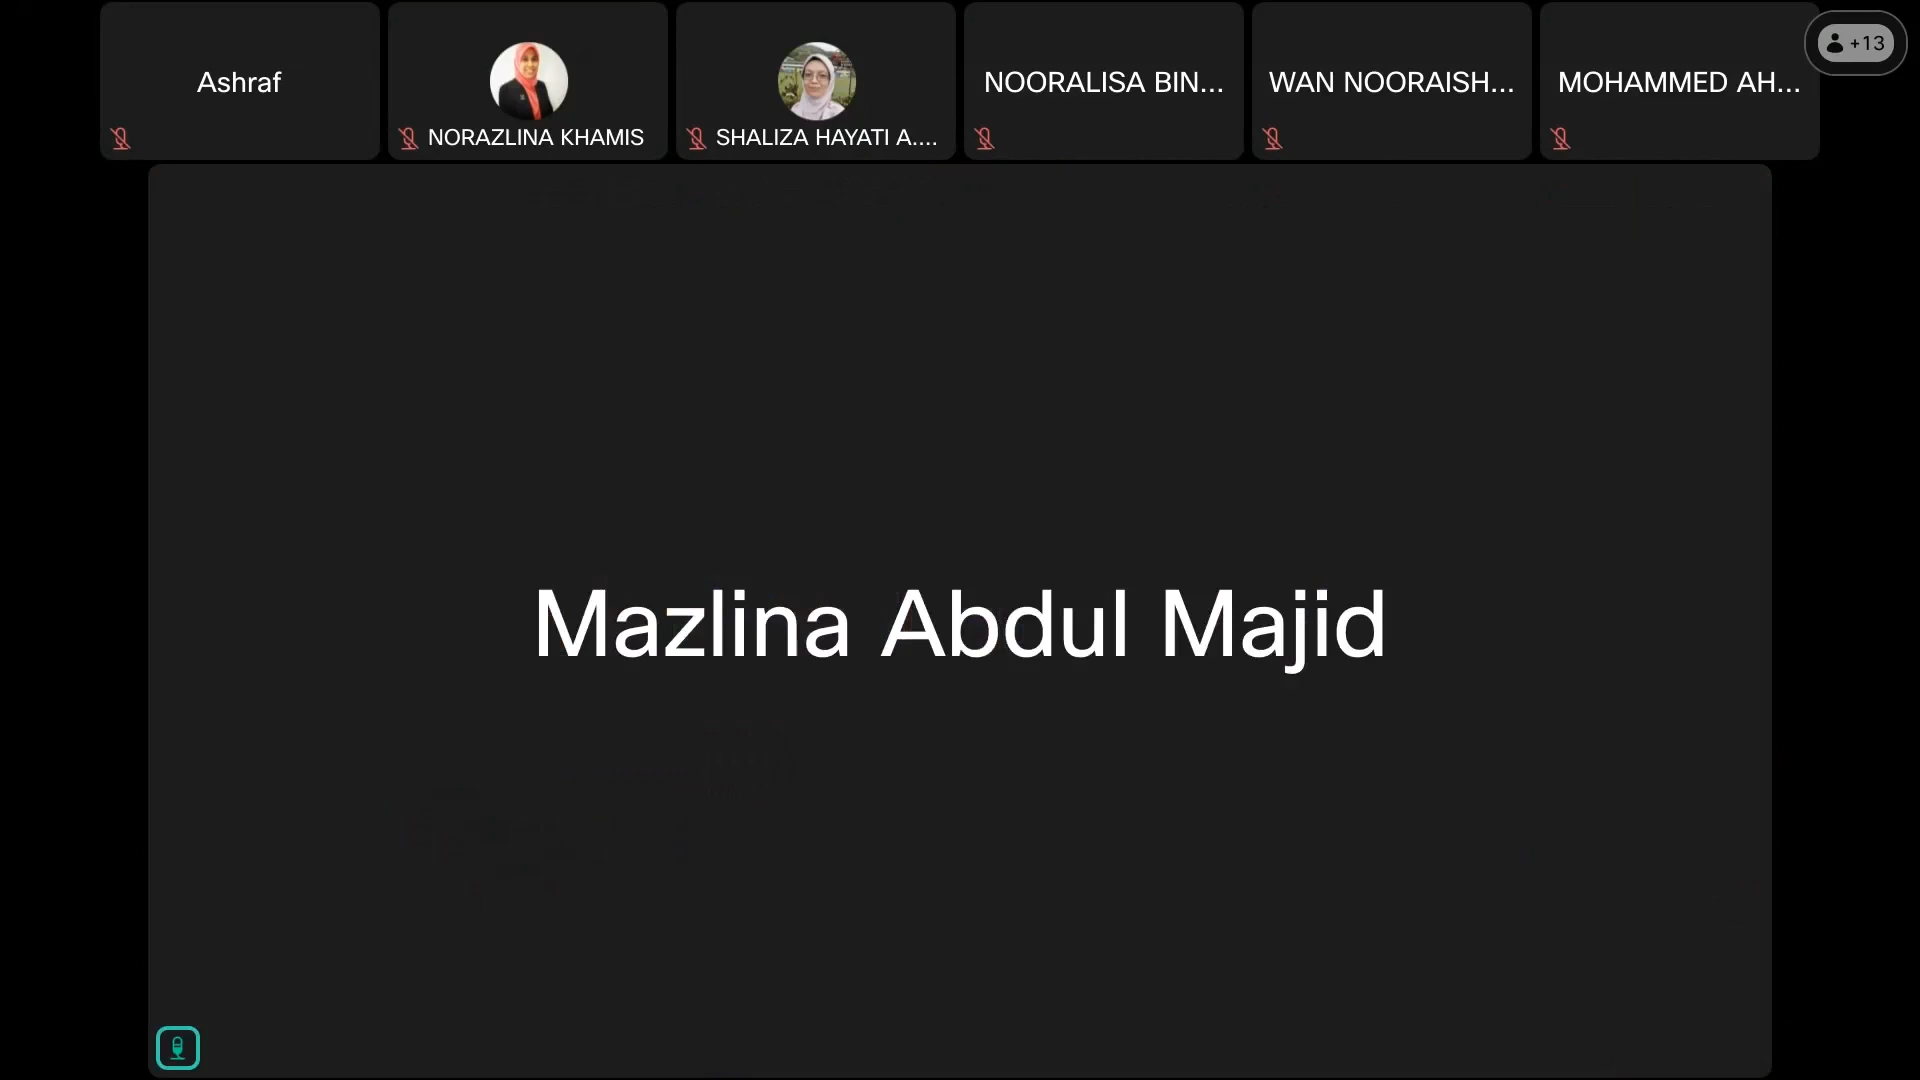 Ashraf
NORAZLINA KHAMIS
SHALIZA HAYATI A....
NOORALISA BIN...
WAN NOORAISH...
MOHAMMED AH...
+13
Mazlina Abdul Majid